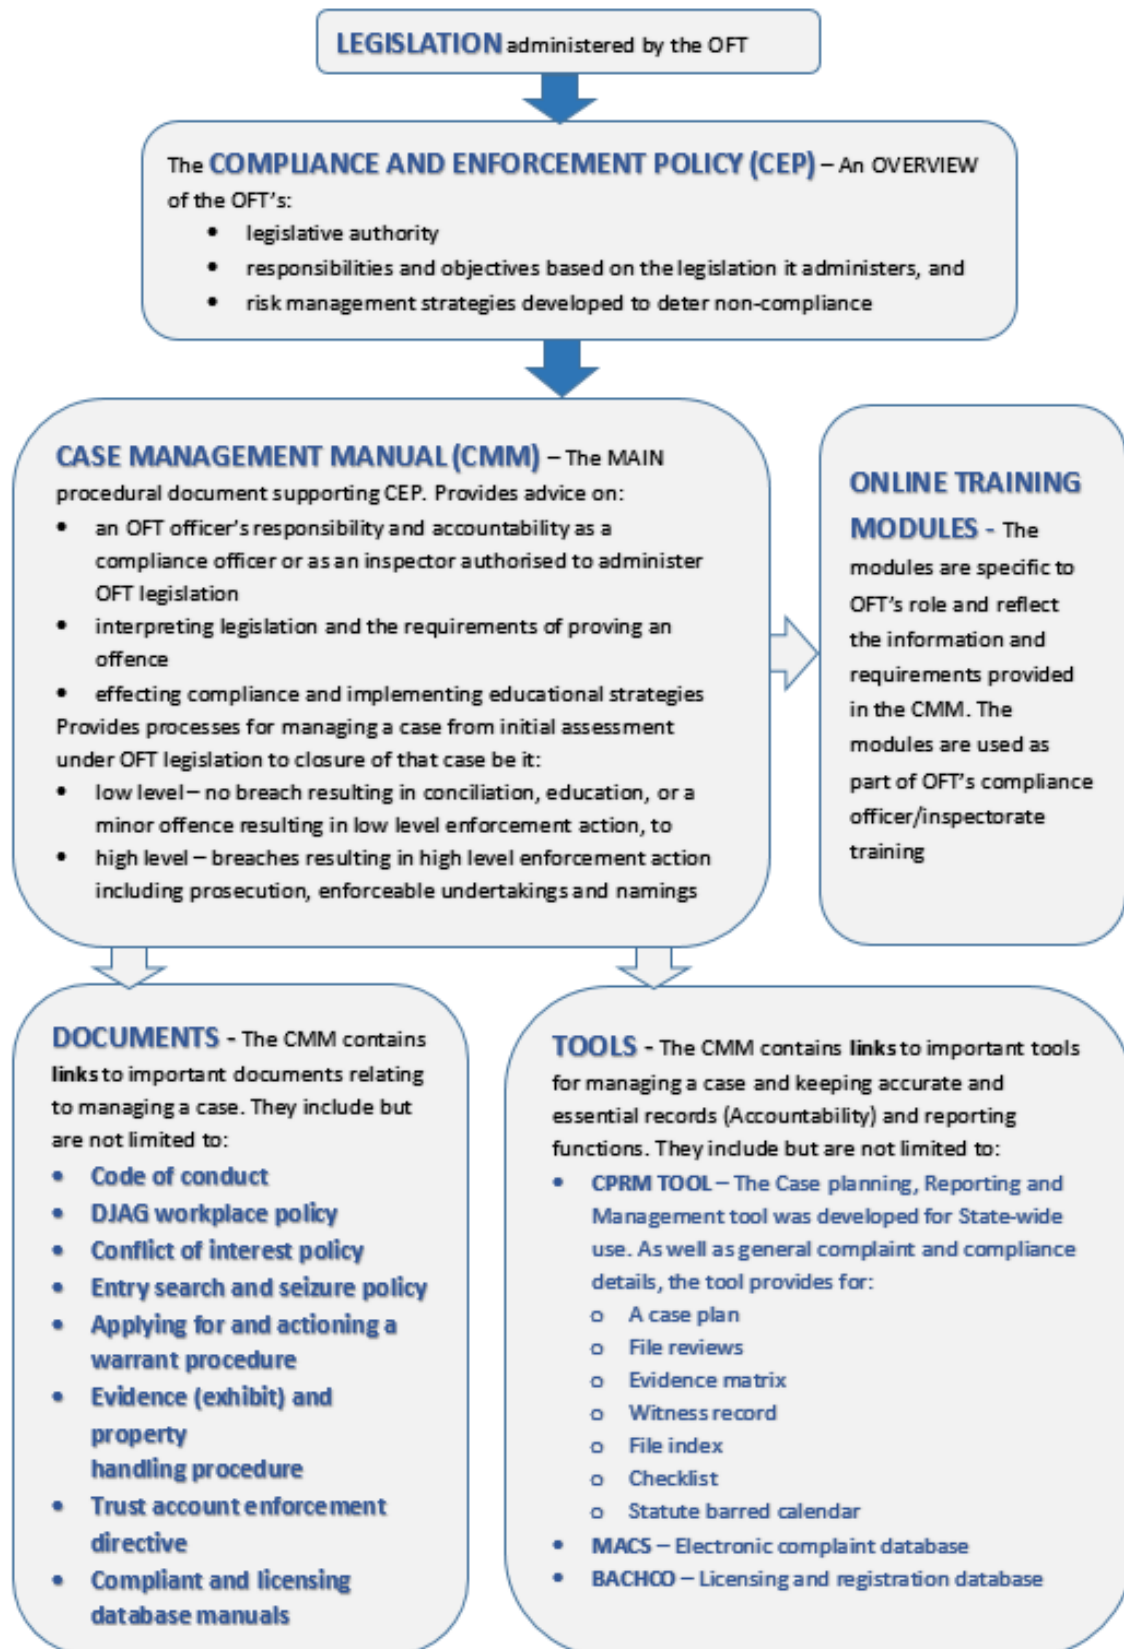 LEGISLATION administered by the OFT
The COMPLIANCE AND ENFORCEMENT POLICY (CEP) – An OVERVIEW
of the OFT's:
• legislative authority
• responsibilities and objectives based on the legislation it administers, and
• risk management strategies developed to deter non-compliance
CASE MANAGEMENT MANUAL (CMM) – The MAIN
procedural document supporting CEP. Provides advice on:
• an OFT officer's responsibility and accountability as a
compliance officer or as an inspector authorised to administer
OFT legislation
• interpreting legislation and the requirements of proving an
offence
• effecting compliance and implementing educational strategies
Provides processes for managing a case from initial assessment
under OFT legislation to closure of that case be it:
• low level – no breach resulting in conciliation, education, or a
minor offence resulting in low level enforcement action, to
• high level – breaches resulting in high level enforcement action
including prosecution, enforceable undertakings and namings
ONLINE TRAINING
MODULES - The
modules are specific to
OFT's role and reflect
the information and
requirements provided
in the CMM. The
modules are used as
part of OFT's compliance
officer/inspectorate
training
DOCUMENTS - The CMM contains
links to important documents relating
to managing a case. They include but
are not limited to:
• Code of conduct
• DJAG workplace policy
• Conflict of interest policy
• Entry search and seizure policy
• Applying for and actioning a
warrant procedure
• Evidence (exhibit) and
property
handling procedure
• Trust account enforcement
directive
• Compliant and licensing
database manuals
TOOLS - The CMM contains links to important tools
for managing a case and keeping accurate and
essential records (Accountability) and reporting
functions. They include but are not limited to:
• CPRM TOOL – The Case planning, Reporting and
Management tool was developed for State-wide
use. As well as general complaint and compliance
details, the tool provides for:
o A case plan
o File reviews
o Evidence matrix
o Witness record
o File index
o Checklist
o Statute barred calendar
• MACS – Electronic complaint database
• BACHCO – Licensing and registration database